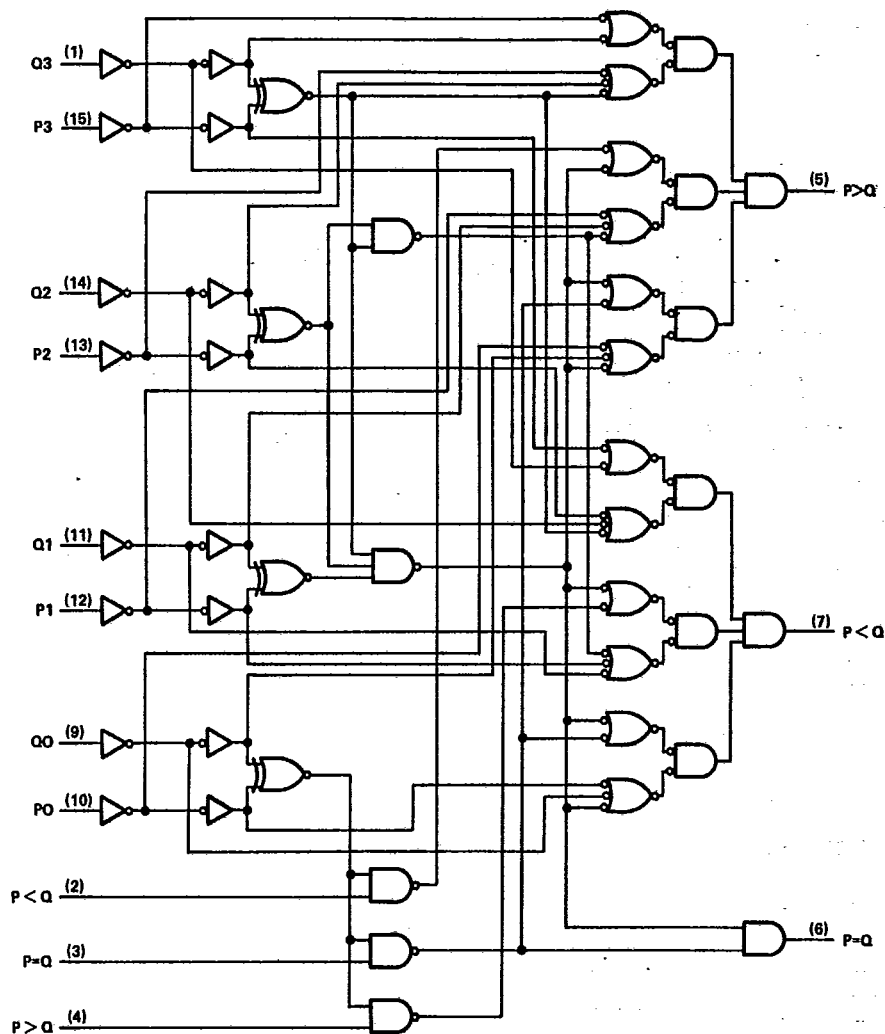 Q3 (1)
P3 (15)
(5) P>Q
Q2 (14)
P2 (13)
Q1 (11)
P1 (12)
(7) P<Q
Q0 (9)
P0 (10)
P<Q (2)
(6) P=Q
P=Q (3)
P>Q (4)